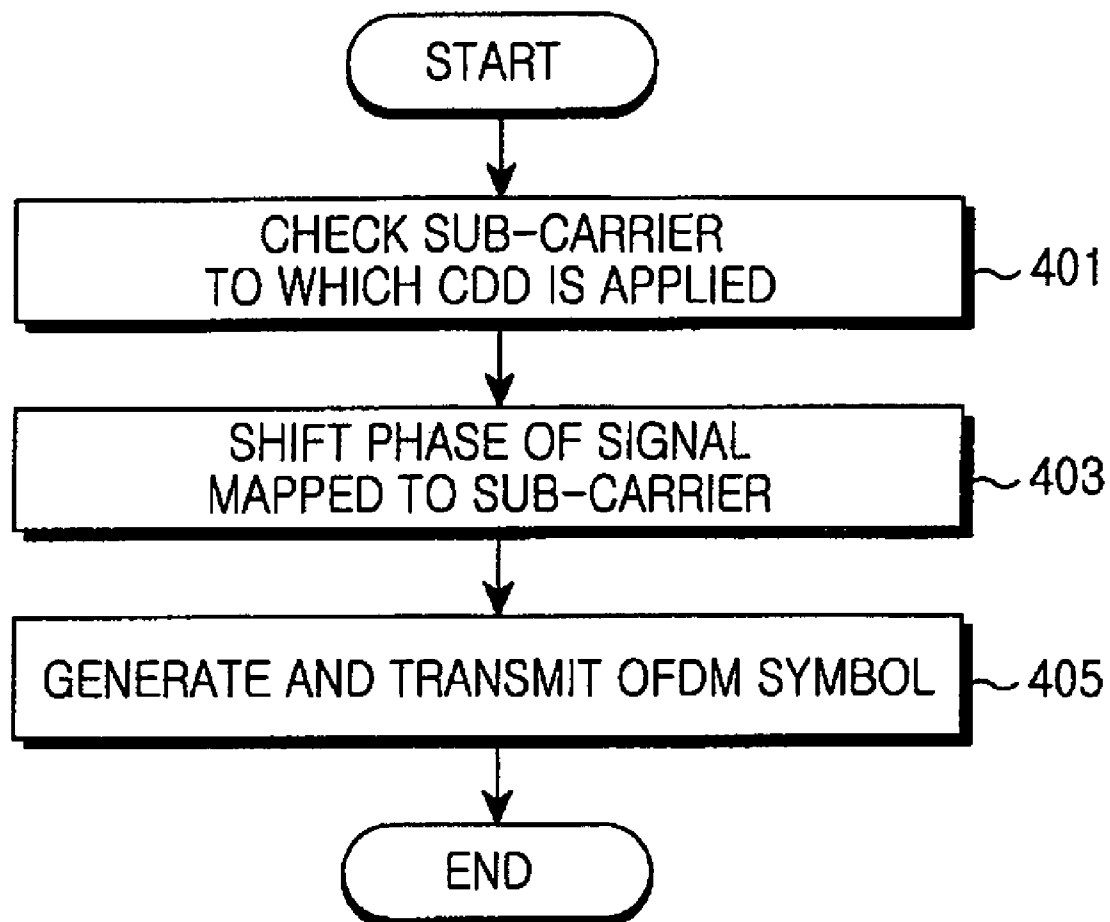 START
CHECK SUB-CARRIER
TO WHICH CDD IS APPLIED
401
SHIFT PHASE OF SIGNAL
MAPPED TO SUB-CARRIER
403
GENERATE AND TRANSMIT OFDM SYMBOL
405
END